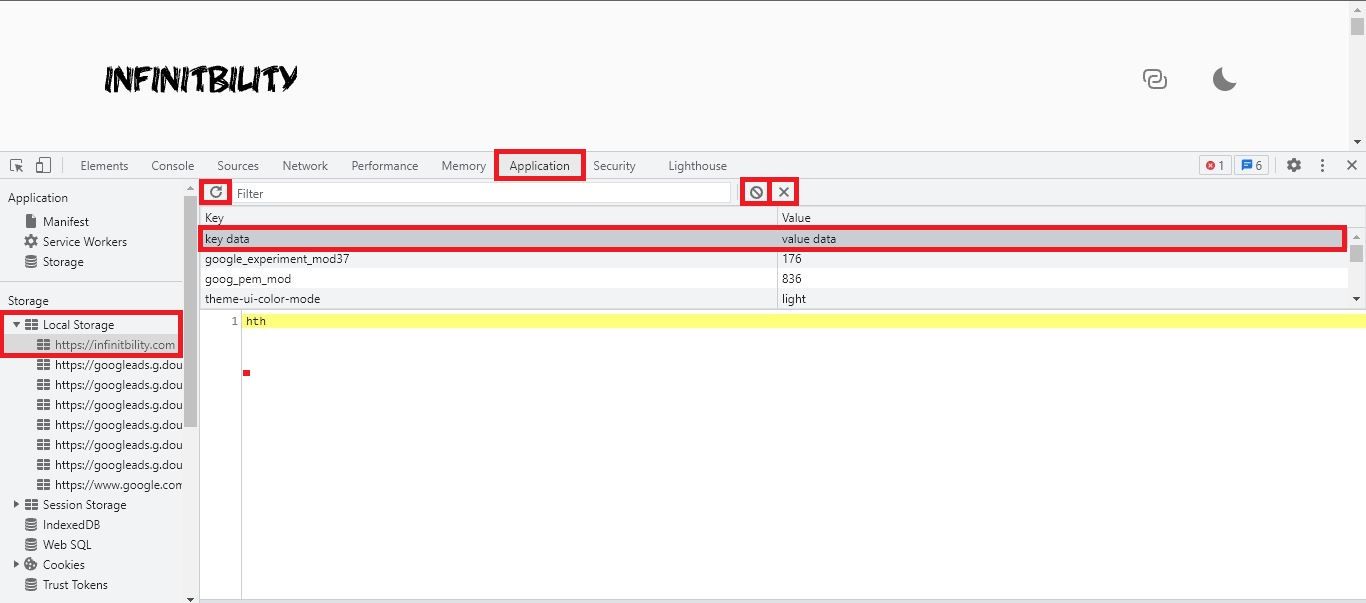 INFINITBILITY
Elements Console Sources Network Performance Memory Application Security Lighthouse 1 6
Application
Manifest
Service Workers
Storage
Storage
Local Storage
https://infinitbility.com
https://googleads.g.dou
https://googleads.g.dou
https://googleads.g.dou
https://googleads.g.dou
https://googleads.g.dou
https://googleads.g.dou
https://www.google.com
Session Storage
IndexedDB
Web SQL
Cookies
Trust Tokens
Filter
Key Value
key data value data
google_experiment_mod37 176
goog_pem_mod 836
theme-ui-color-mode light
1 hth